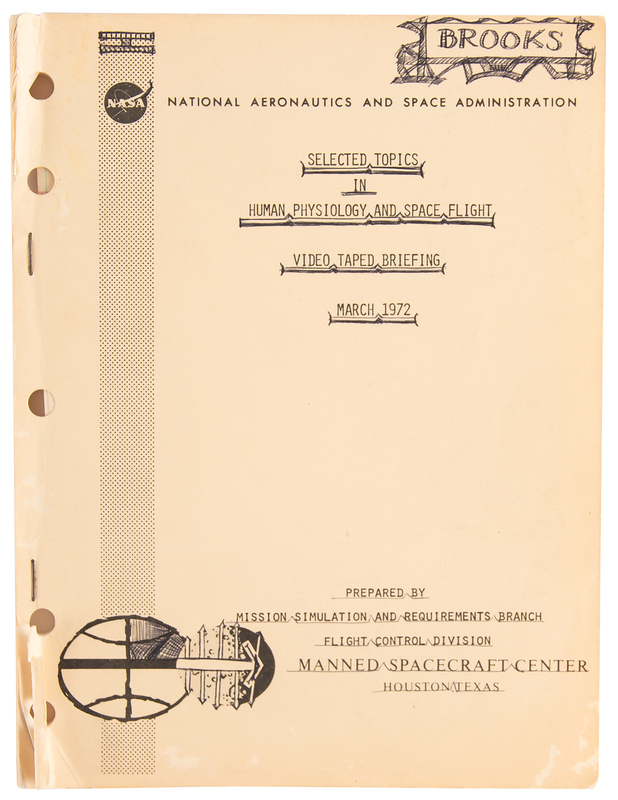 BROOKS
NASA
NATIONAL AERONAUTICS AND SPACE ADMINISTRATION
SELECTED TOPICS
IN
HUMAN PHYSIOLOGY AND SPACE FLIGHT
VIDEO TAPED BRIEFING
MARCH 1972
PREPARED BY
MISSION SIMULATION AND REQUIREMENTS BRANCH
FLIGHT CONTROL DIVISION
MANNED SPACECRAFT CENTER
HOUSTON TEXAS